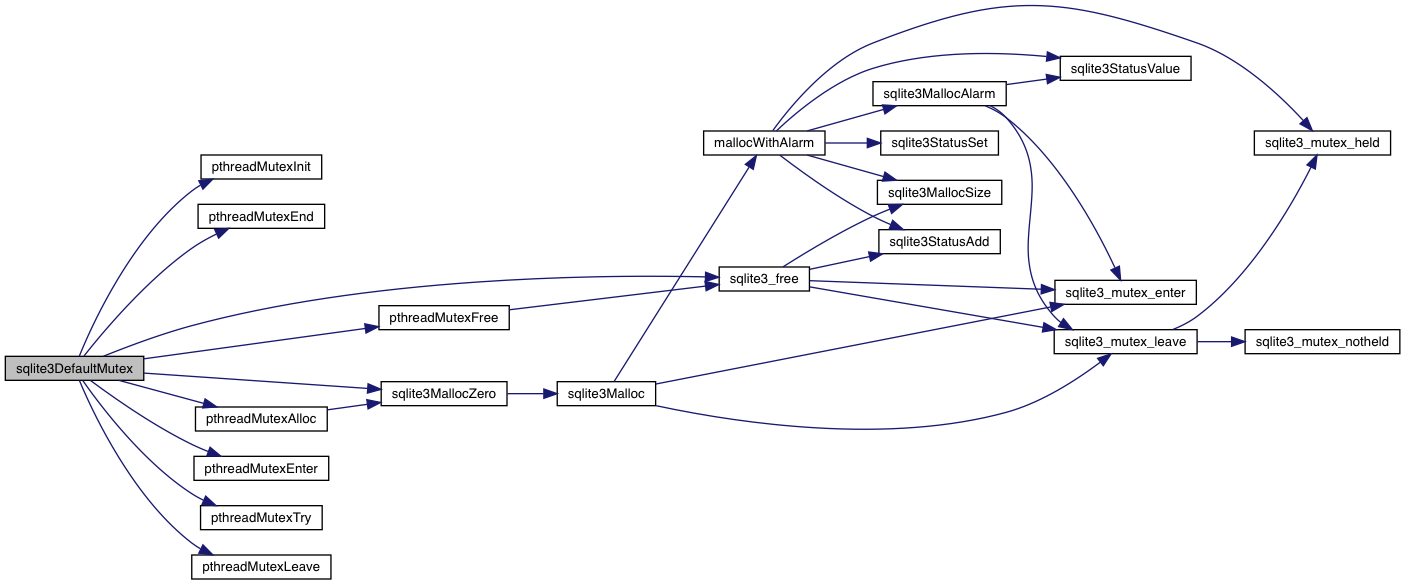 sqlite3StatusValue
sqlite3MallocAlarm
mallocWithAlarm
sqlite3StatusSet
sqlite3_mutex_held
pthreadMutexInit
sqlite3MallocSize
pthreadMutexEnd
sqlite3StatusAdd
sqlite3_free
sqlite3_mutex_enter
pthreadMutexFree
sqlite3_mutex_leave
sqlite3_mutex_notheld
sqlite3DefaultMutex
sqlite3MallocZero
sqlite3Malloc
pthreadMutexAlloc
pthreadMutexEnter
pthreadMutexTry
pthreadMutexLeave